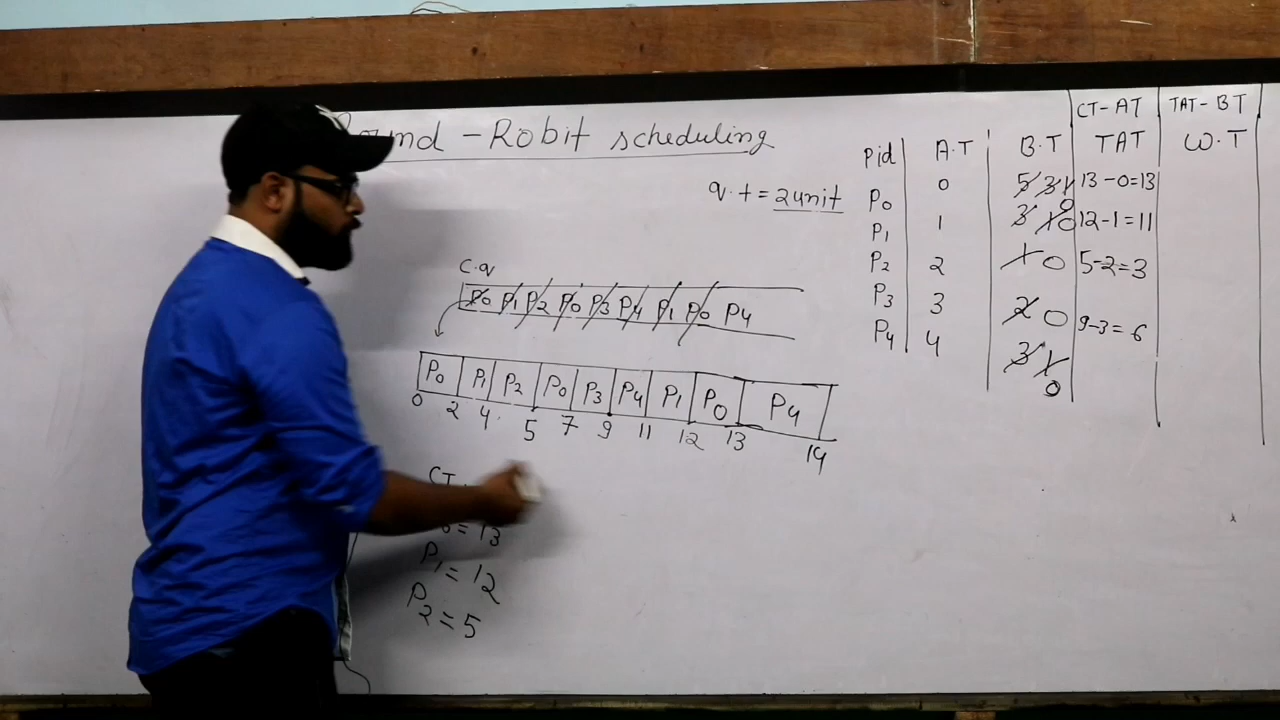 Round - Robit scheduling
q.t = 2 unit
C.q
P0 P1 P2 P0 P3 P4 P1 P0 P4
P0 P1 P2 P0 P3 P4 P1 P0 P4
0 2 4 5 7 9 11 12 13 14
CT
= 13
P1 = 12
P2 = 5
CT - AT TAT - BT
Pid A.T B.T TAT W.T
P0 0 5 3 1 0 13 - 0 = 13
P1 1 3 1 0 12 - 1 = 11
P2 2 1 0 5 - 2 = 3
P3 3 2 0 9 - 3 = 6
P4 4 3 1 0